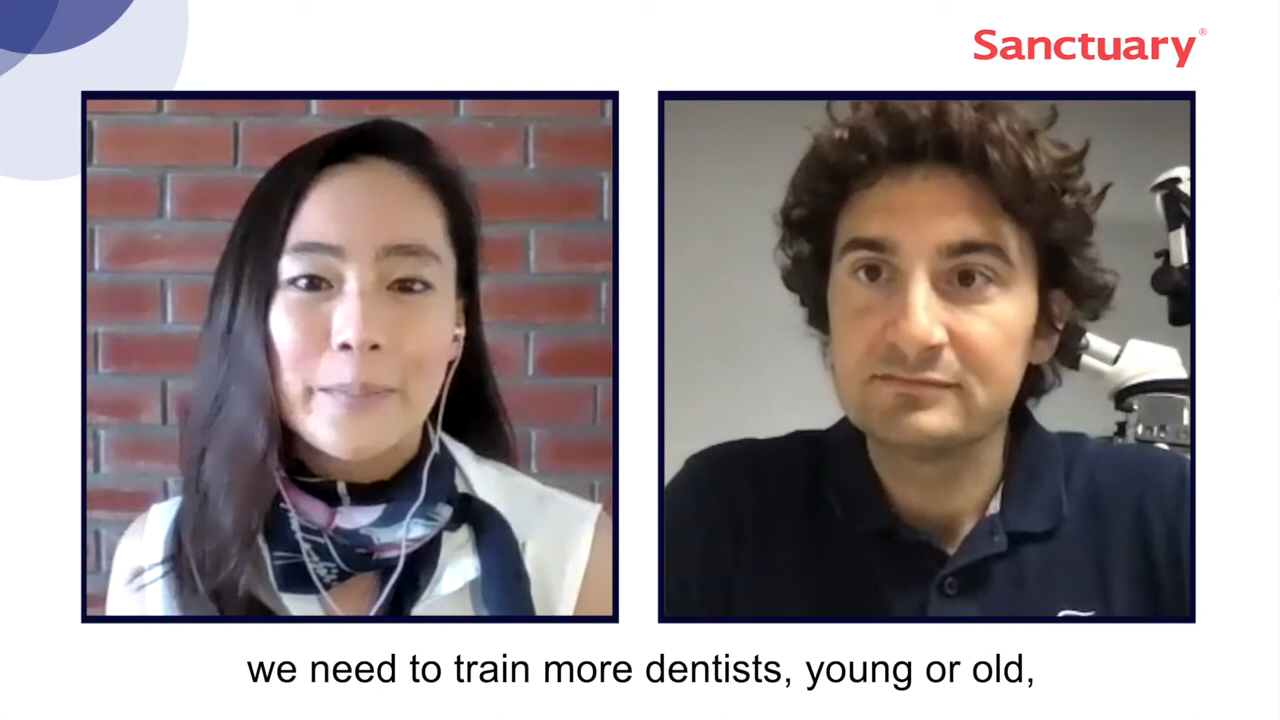 Sanctuary®
we need to train more dentists, young or old,